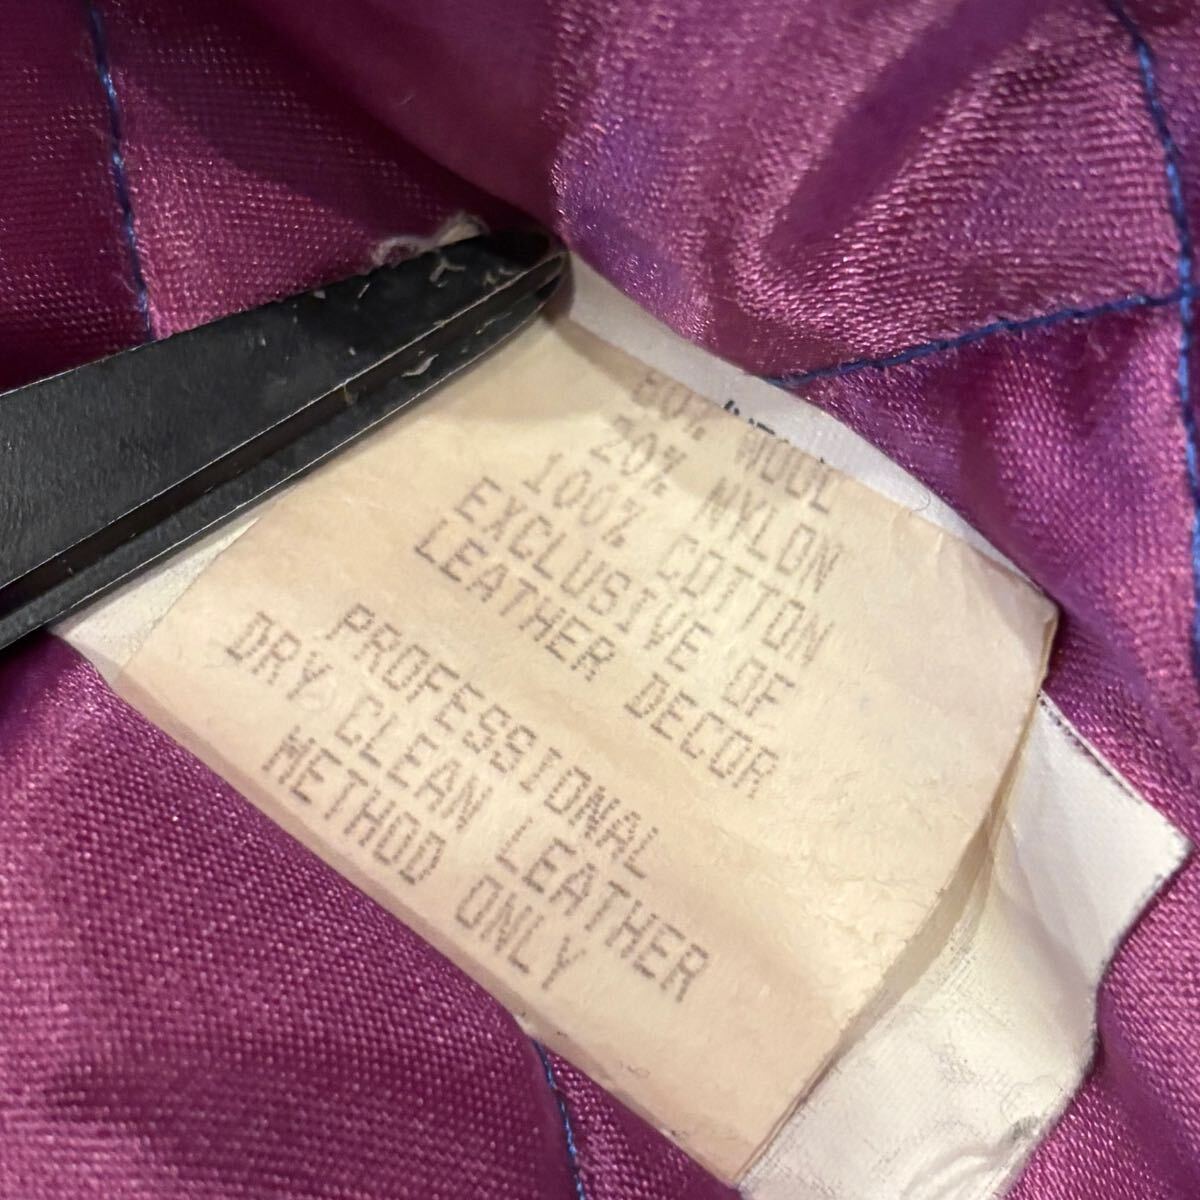 80% WOOL
20% NYLON
100% COTTON
EXCLUSIVE OF
LEATHER DECOR
PROFESSIONAL
DRY CLEAN LEATHER
METHOD ONLY